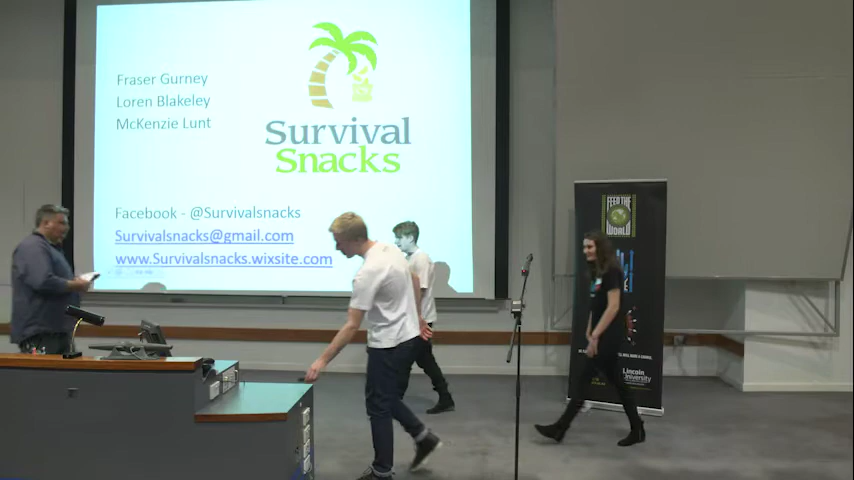 Fraser Gurney
Loren Blakeley
McKenzie Lunt
Survival
Snacks
Facebook - @Survivalsnacks
Survivalsnacks@gmail.com
www.Survivalsnacks.wixsite.com
FEED THE
WORLD
Lincoln
University